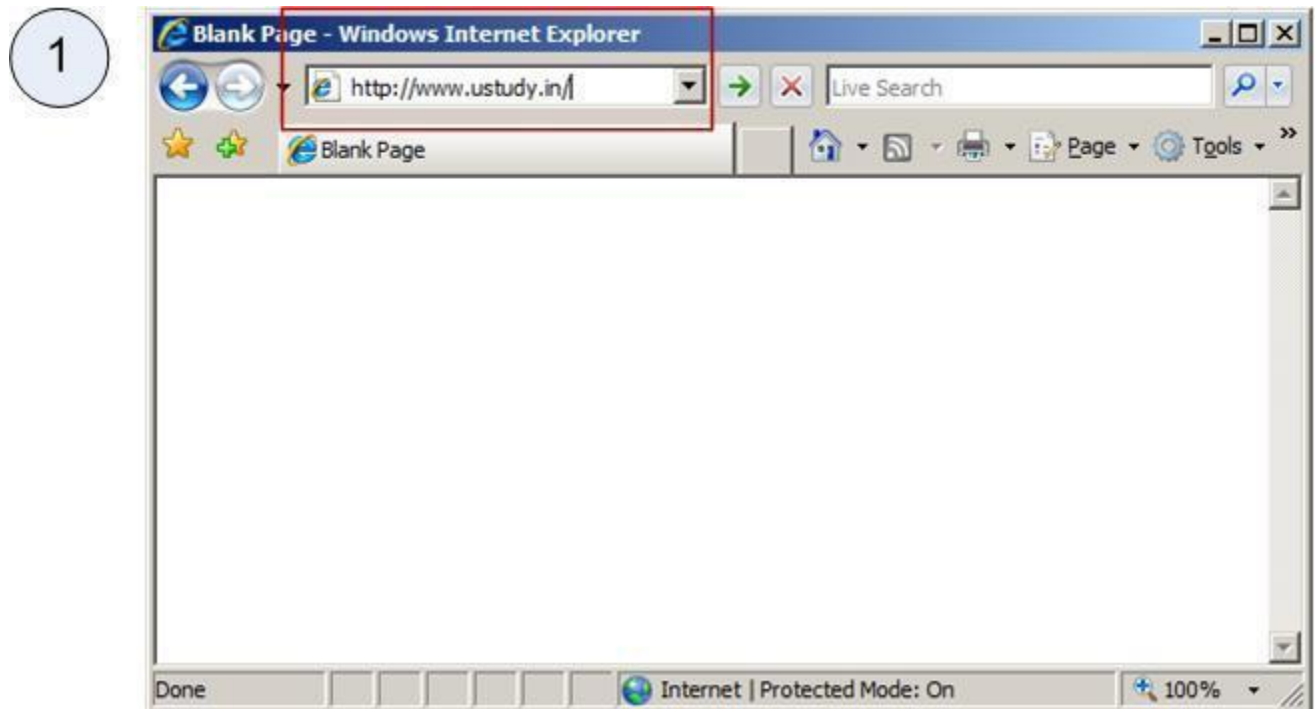 1
Blank Page - Windows Internet Explorer
http://www.ustudy.in/
Live Search
Blank Page
Page
Tools
Done
Internet | Protected Mode: On
100%